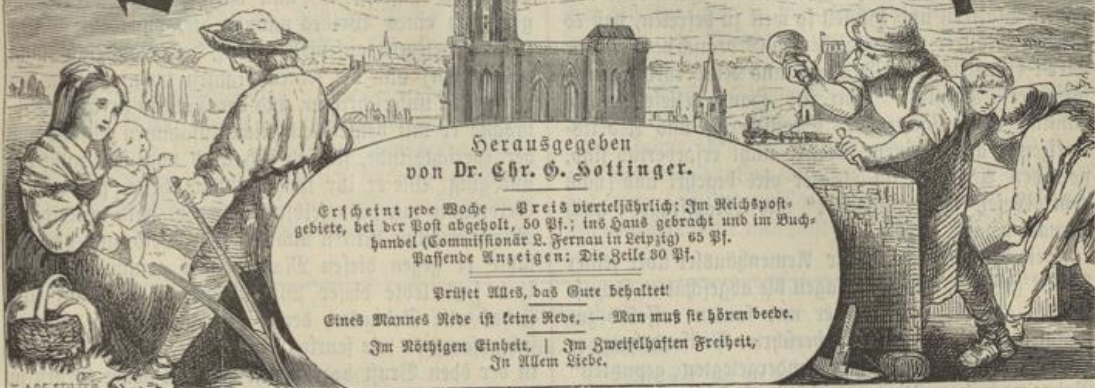 Herausgegeben
von Dr. Chr. G. Hottinger.
Erscheint jede Woche — Preis vierteljährlich: Im Reichspost-
gebiete, bei der Post abgeholt, 50 Pf.; ins Haus gebracht und im Buch-
handel (Commissionär L. Fernau in Leipzig) 65 Pf.
Passende Anzeigen: Die Zeile 30 Pf.
Prüfet Alles, das Gute behaltet!
Eines Mannes Rede ist keine Rede, — Man muß sie hören beede.
Im Nöthigen Einheit, | Im Zweifelhaften Freiheit,
In Allem Liebe.